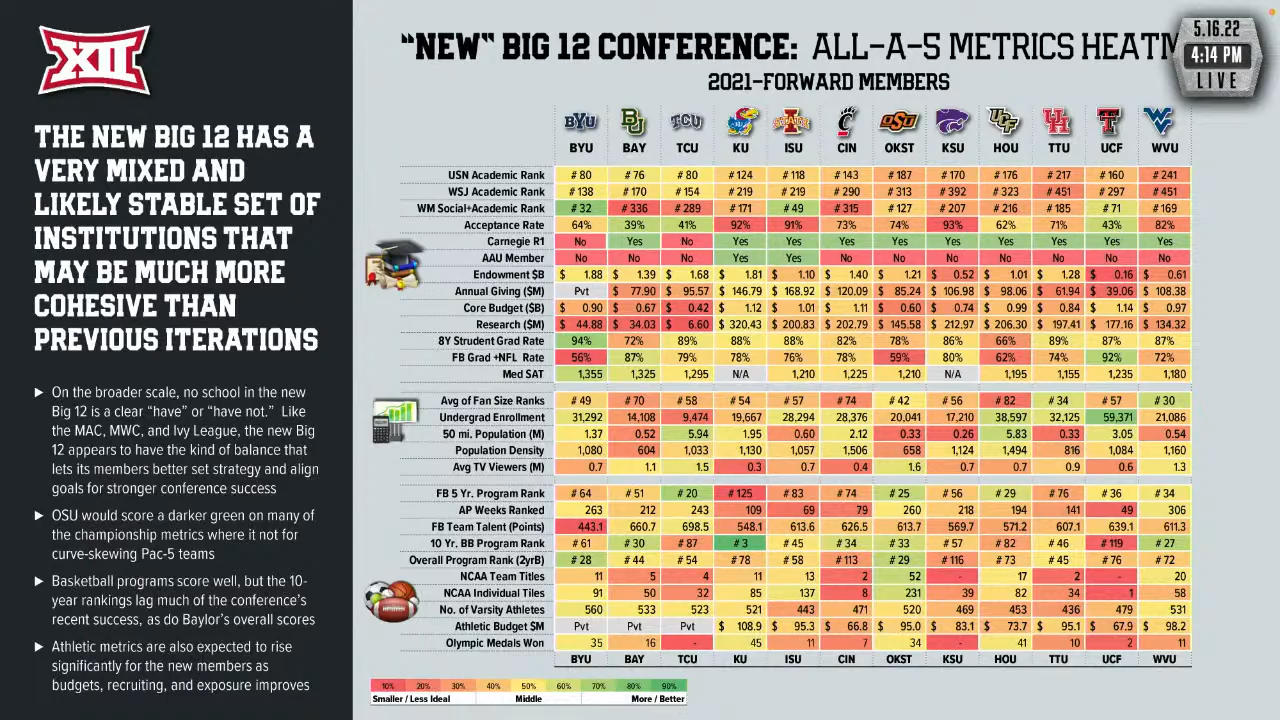 XII
THE NEW BIG 12 HAS A
VERY MIXED AND
LIKELY STABLE SET OF
INSTITUTIONS THAT
MAY BE MUCH MORE
COHESIVE THAN
PREVIOUS ITERATIONS
▶ On the broader scale, no school in the new
Big 12 is a clear “have” or “have not.” Like
the MAC, MWC, and Ivy League, the new Big
12 appears to have the kind of balance that
lets its members better set strategy and align
goals for stronger conference success
▶ OSU would score a darker green on many of
the championship metrics where it not for
curve-skewing Pac-5 teams
▶ Basketball programs score well, but the 10-
year rankings lag much of the conference’s
recent success, as do Baylor’s overall scores
▶ Athletic metrics are also expected to rise
significantly for the new members as
budgets, recruiting, and exposure improves
“NEW“ BIG 12 CONFERENCE: ALL-A-S METRICS HEATM
2021-FORWARD MEMBERS
5.16.22
4:14 PM
LIVE
BYU BAY TCU KU ISU CIN OKST KSU HOU TTU UCF WVU
USN Academic Rank # 80 # 76 # 80 # 124 # 118 # 143 # 187 # 170 # 176 # 217 # 160 # 241
WSJ Academic Rank # 138 # 170 # 154 # 219 # 219 # 290 # 313 # 392 # 323 # 451 # 297 # 451
WM Social+Academic Rank # 32 # 336 # 289 # 171 # 49 # 315 # 127 # 207 # 216 # 185 # 71 # 169
Acceptance Rate 64% 39% 41% 92% 91% 73% 74% 93% 62% 71% 43% 82%
Carnegie R1 No Yes No Yes Yes Yes Yes Yes Yes Yes Yes Yes
AAU Member No No No Yes Yes No No No No No No No
Endowment $B $ 1.88 $ 1.39 $ 1.68 $ 1.81 $ 1.10 $ 1.40 $ 1.21 $ 0.52 $ 1.01 $ 1.28 $ 0.16 $ 0.61
Annual Giving ($M) Pvt $ 77.90 $ 95.57 $ 146.79 $ 168.92 $ 120.09 $ 85.24 $ 106.98 $ 98.06 $ 61.94 $ 39.06 $ 108.38
Core Budget ($B) $ 0.90 $ 0.67 $ 0.42 $ 1.12 $ 1.01 $ 1.11 $ 0.60 $ 0.74 $ 0.99 $ 0.84 $ 1.14 $ 0.97
Research ($M) $ 44.88 $ 34.03 $ 6.60 $ 320.43 $ 200.83 $ 202.79 $ 145.58 $ 212.97 $ 206.30 $ 197.41 $ 177.16 $ 134.32
8Y Strudent Grad Rate 94% 72% 89% 88% 88% 82% 78% 86% 66% 89% 87% 87%
FB Grad +NFL Rate 56% 87% 79% 78% 76% 78% 59% 80% 62% 74% 92% 72%
Med SAT 1,355 1,325 1,295 N/A 1,210 1,225 1,210 N/A 1,195 1,155 1,235 1,180
Avg of Fan Size Ranks # 49 # 70 # 58 # 54 # 57 # 74 # 42 # 56 # 82 # 34 # 57 # 30
Undergrad Enrollment 31,292 14,108 9,474 19,667 28,294 28,376 20,041 17,210 38,597 32,125 59,371 21,086
50 mi. Population (M) 1.37 0.52 5.94 1.95 0.60 2.12 0.33 0.26 5.83 0.33 3.05 0.54
Population Density 1,080 604 1,033 1,130 1,057 1,506 658 1,124 1,494 816 1,084 1,160
Avg TV Viewers (M) 0.7 1.1 1.5 0.3 0.7 0.4 1.6 0.7 0.7 0.9 0.6 1.3
FB 5 Yr. Program Rank # 64 # 51 # 20 # 125 # 83 # 74 # 25 # 56 # 29 # 76 # 36 # 34
AP Weeks Ranked 263 212 243 109 69 79 260 218 194 141 49 306
FB Team Talent (Points) 443.1 660.7 698.5 548.1 613.6 626.5 613.7 569.7 571.2 607.1 639.1 611.3
10 Yr. BB Program Rank # 61 # 30 # 87 # 3 # 45 # 34 # 33 # 57 # 82 # 46 # 119 # 27
Overall Program Rank (2yrB) # 28 # 44 # 54 # 78 # 58 # 113 # 29 # 116 # 73 # 45 # 76 # 72
NCAA Team Titles 11 5 4 11 13 2 52 - 17 2 - 20
NCAA Individual Tiles 91 50 32 85 137 8 231 39 82 34 1 58
No. of Varsity Athletes 560 533 523 521 443 471 520 469 453 436 479 531
Athletic Budget $M Pvt Pvt Pvt $ 108.9 $ 95.3 $ 66.8 $ 95.0 $ 83.1 $ 73.7 $ 95.1 $ 67.9 $ 98.2
Olympic Medals Won 35 16 - 45 11 7 34 - 41 10 2 11
BYU BAY TCU KU ISU CIN OKST KSU HOU TTU UCF WVU
10% 20% 30% 40% 50% 60% 70% 80% 90%
Smaller / Less Ideal Middle More / Better